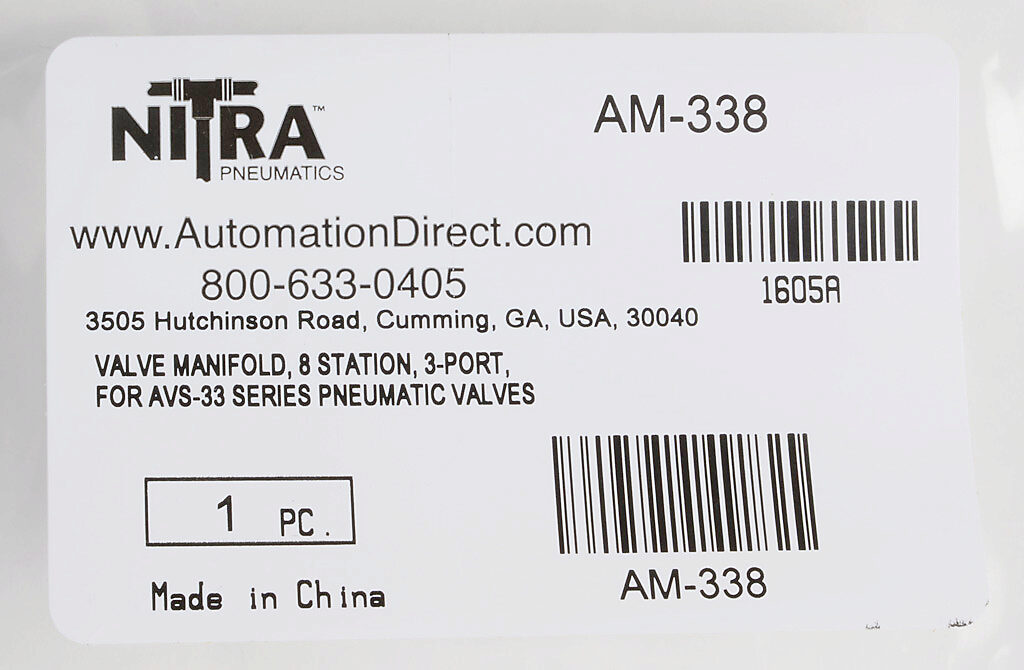 NITRA™
PNEUMATICS
AM-338
www.AutomationDirect.com
800-633-0405
1605A
3505 Hutchinson Road, Cumming, GA, USA, 30040
VALVE MANIFOLD, 8 STATION, 3-PORT,
FOR AVS-33 SERIES PNEUMATIC VALVES
1 PC.
AM-338
Made in China